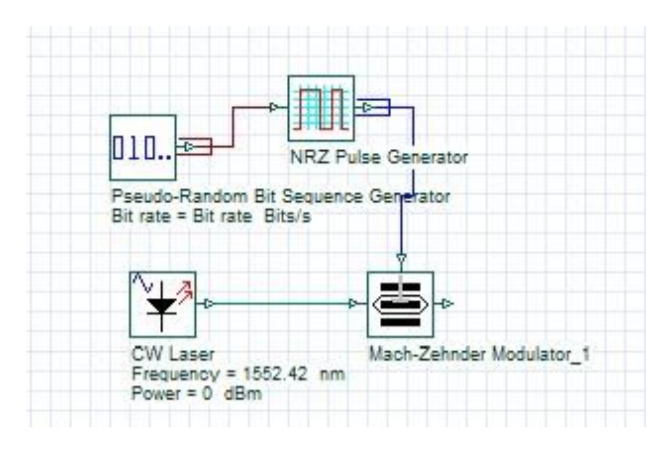 010..
NRZ Pulse Generator
Pseudo-Random Bit Sequence Generator
Bit rate = Bit rate Bits/s
CW Laser
Frequency = 1552.42 nm
Power = 0 dBm
Mach-Zehnder Modulator_1